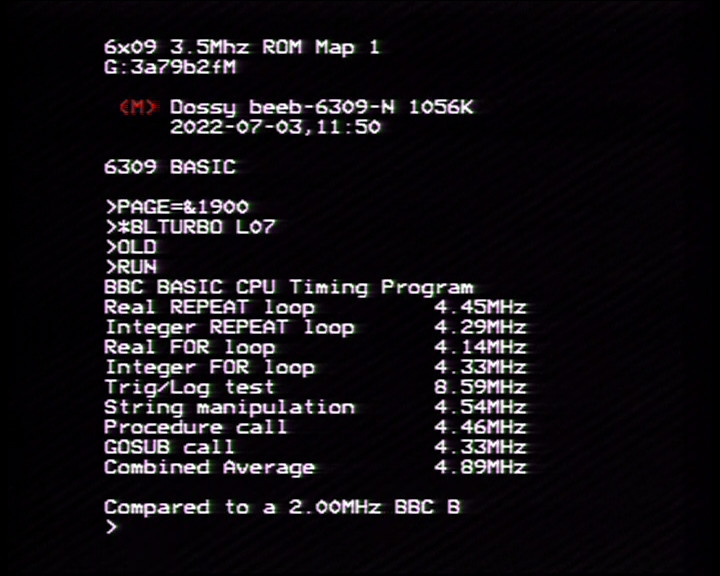 6x09 3.5Mhz ROM Map 1
G:3a79b2fM
(M) Dossy beeb-6309-N 1056K
2022-07-03,11:50
6309 BASIC
>PAGE=&1900
>*BLTURBO L07
>OLD
>RUN
BBC BASIC CPU Timing Program
Real REPEAT loop 4.45MHz
Integer REPEAT loop 4.29MHz
Real FOR loop 4.14MHz
Integer FOR loop 4.33MHz
Trig/Log test 8.59MHz
String manipulation 4.54MHz
Procedure call 4.46MHz
GOSUB call 4.33MHz
Combined Average 4.89MHz
Compared to a 2.00MHz BBC B
>